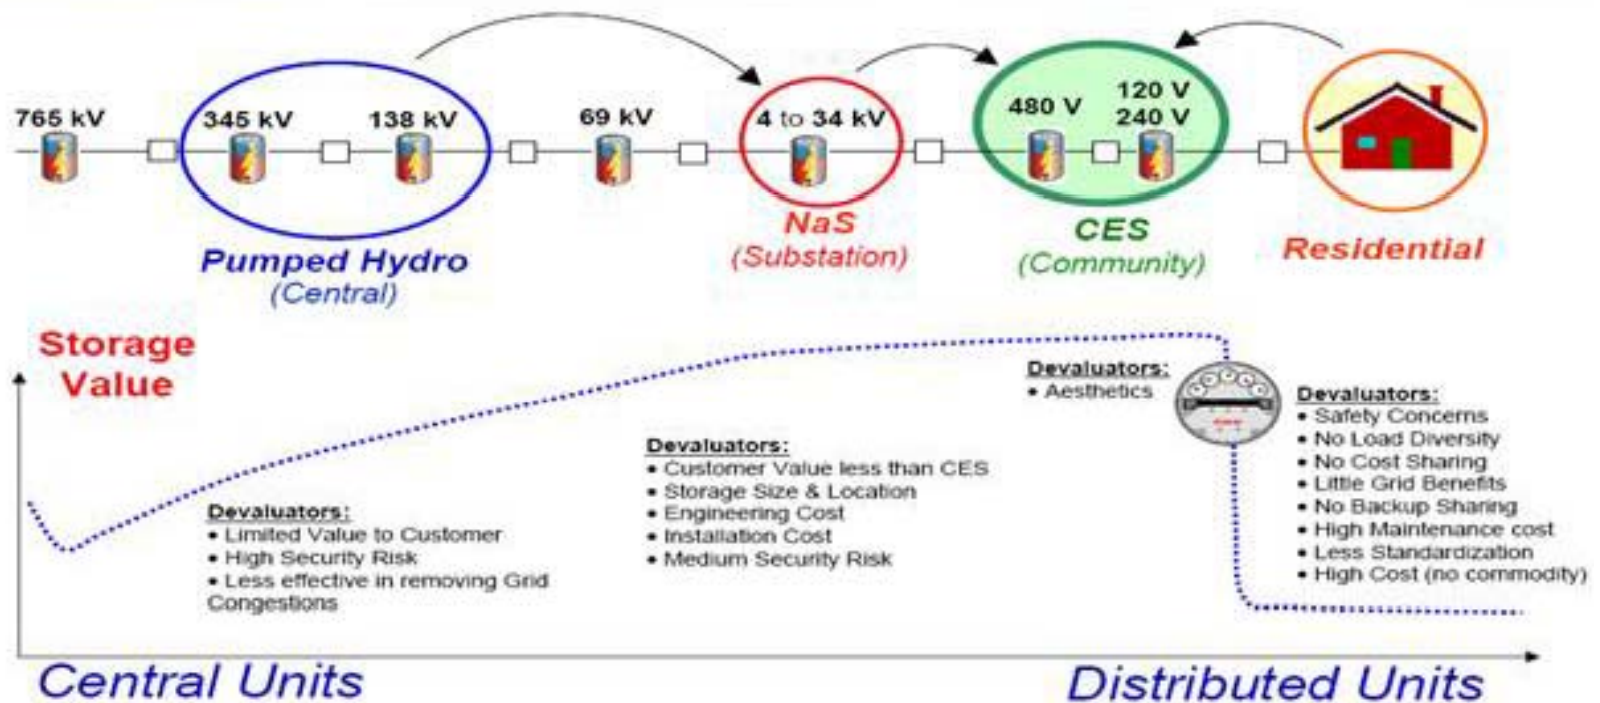 765 kV
345 kV
138 kV
69 kV
4 to 34 kV
480 V
120 V
240 V
Pumped Hydro
(Central)
NaS
(Substation)
CES
(Community)
Residential
Storage
Value
Devaluators:
• Limited Value to Customer
• High Security Risk
• Less effective in removing Grid
Congestions
Devaluators:
• Customer Value less than CES
• Storage Size & Location
• Engineering Cost
• Installation Cost
• Medium Security Risk
Devaluators:
• Aesthetics
Devaluators:
• Safety Concerns
• No Load Diversity
• No Cost Sharing
• Little Grid Benefits
• No Backup Sharing
• High Maintenance cost
• Less Standardization
• High Cost (no commodity)
Central Units
Distributed Units